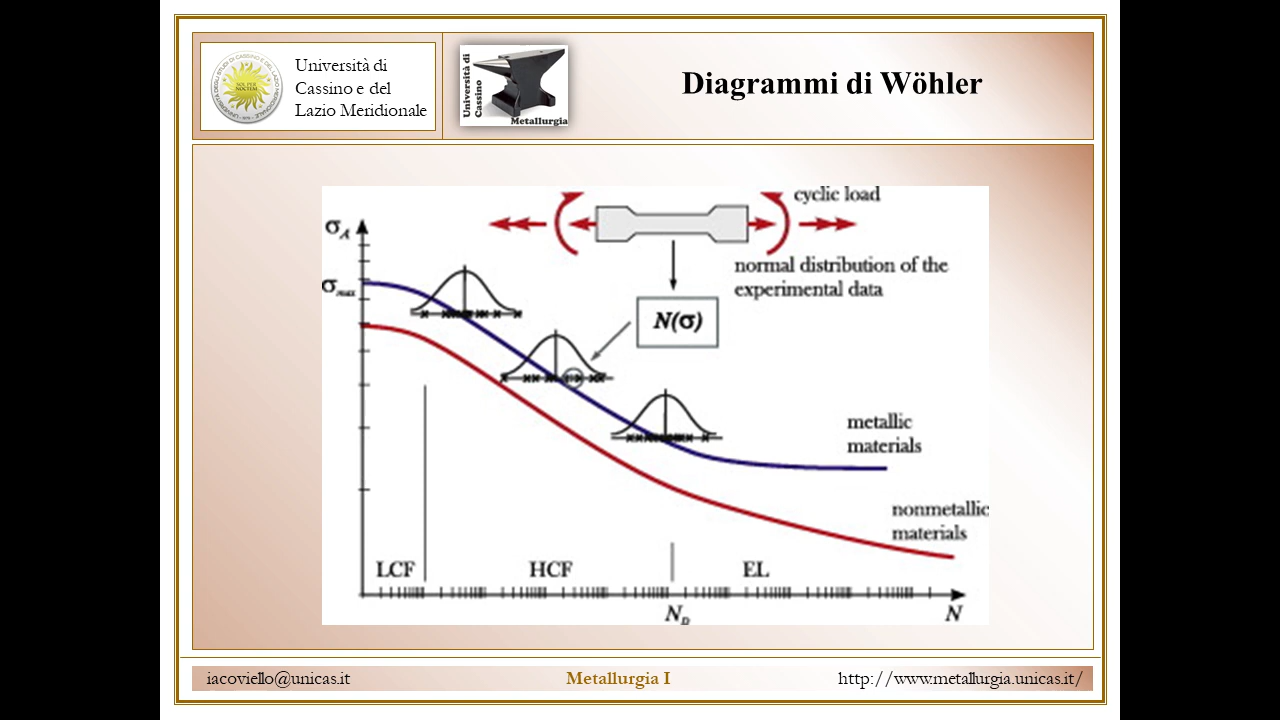 Università di
Cassino e del
Lazio Meridionale
Università di
Cassino
Metallurgia
Diagrammi di Wöhler
cyclic load
σA
normal distribution of the
experimental data
σmax
N(σ)
metallic
materials
nonmetallic
materials
LCF
HCF
EL
ND
N
iacoviello@unicas.it
Metallurgia I
http://www.metallurgia.unicas.it/